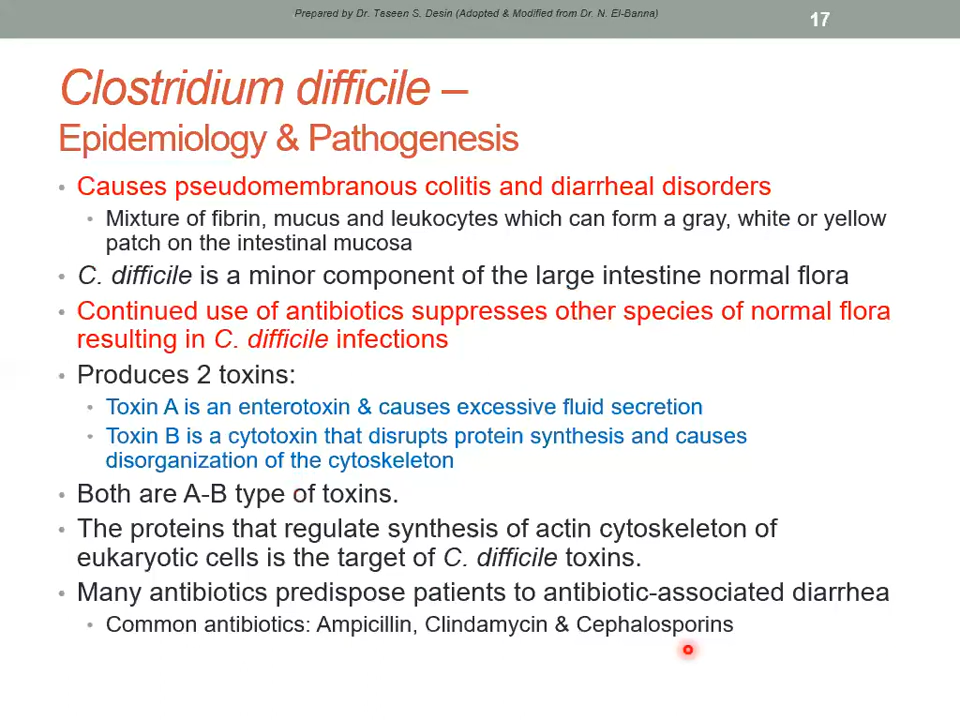 Prepared by Dr. Taseen S. Desin (Adopted & Modified from Dr. N. El-Banna)
17
Clostridium difficile –
Epidemiology & Pathogenesis
• Causes pseudomembranous colitis and diarrheal disorders
• Mixture of fibrin, mucus and leukocytes which can form a gray, white or yellow
patch on the intestinal mucosa
• C. difficile is a minor component of the large intestine normal flora
• Continued use of antibiotics suppresses other species of normal flora
resulting in C. difficile infections
• Produces 2 toxins:
• Toxin A is an enterotoxin & causes excessive fluid secretion
• Toxin B is a cytotoxin that disrupts protein synthesis and causes
disorganization of the cytoskeleton
• Both are A-B type of toxins.
• The proteins that regulate synthesis of actin cytoskeleton of
eukaryotic cells is the target of C. difficile toxins.
• Many antibiotics predispose patients to antibiotic-associated diarrhea
• Common antibiotics: Ampicillin, Clindamycin & Cephalosporins